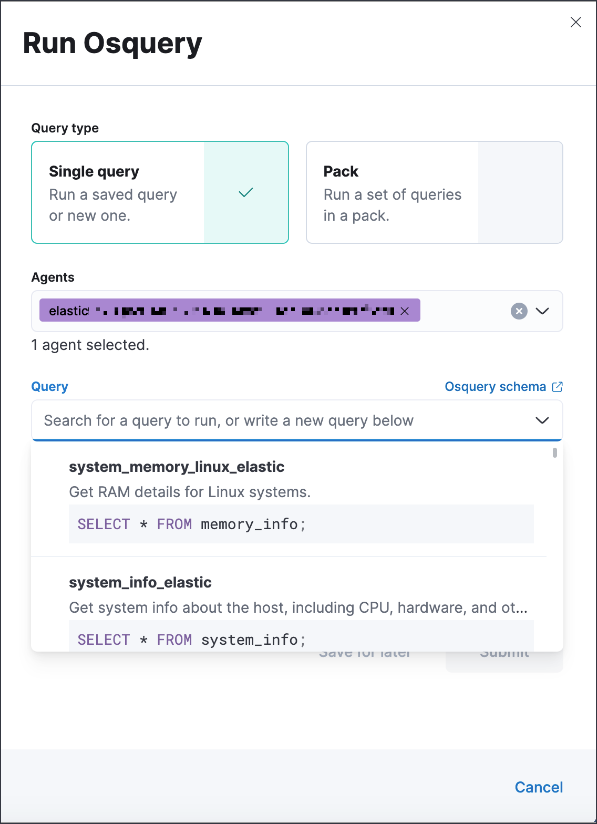 Run Osquery
Query type
Single query
Run a saved query
or new one.
Pack
Run a set of queries
in a pack.
Agents
elastic
1 agent selected.
Query
Osquery schema
Search for a query to run, or write a new query below
system_memory_linux_elastic
Get RAM details for Linux systems.
SELECT * FROM memory_info;
system_info_elastic
Get system info about the host, including CPU, hardware, and ot...
SELECT * FROM system_info;
Save for later
Submit
Cancel